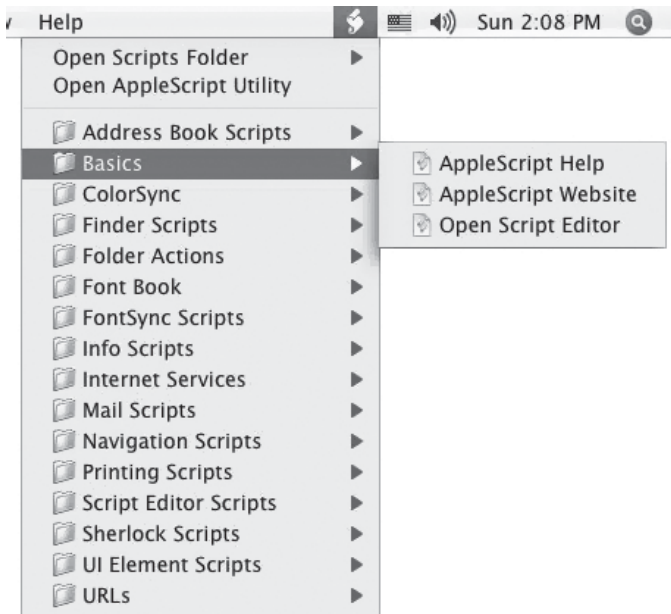 Help Sun 2:08 PM
Open Scripts Folder
Open AppleScript Utility
Address Book Scripts
Basics
AppleScript Help
AppleScript Website
Open Script Editor
ColorSync
Finder Scripts
Folder Actions
Font Book
FontSync Scripts
Info Scripts
Internet Services
Mail Scripts
Navigation Scripts
Printing Scripts
Script Editor Scripts
Sherlock Scripts
UI Element Scripts
URLs